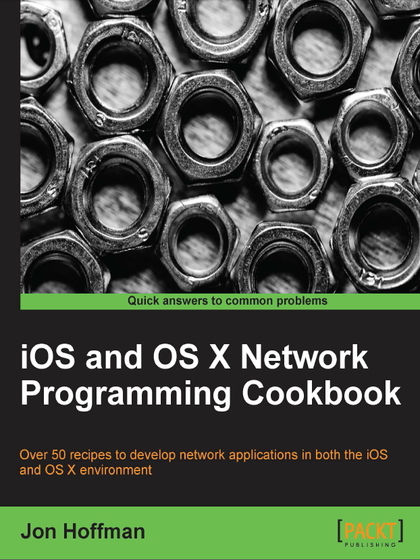 Quick answers to common problems
iOS and OS X Network
Programming Cookbook
Over 50 recipes to develop network applications in both the iOS
and OS X environment
Jon Hoffman
[PACKT]
PUBLISHING